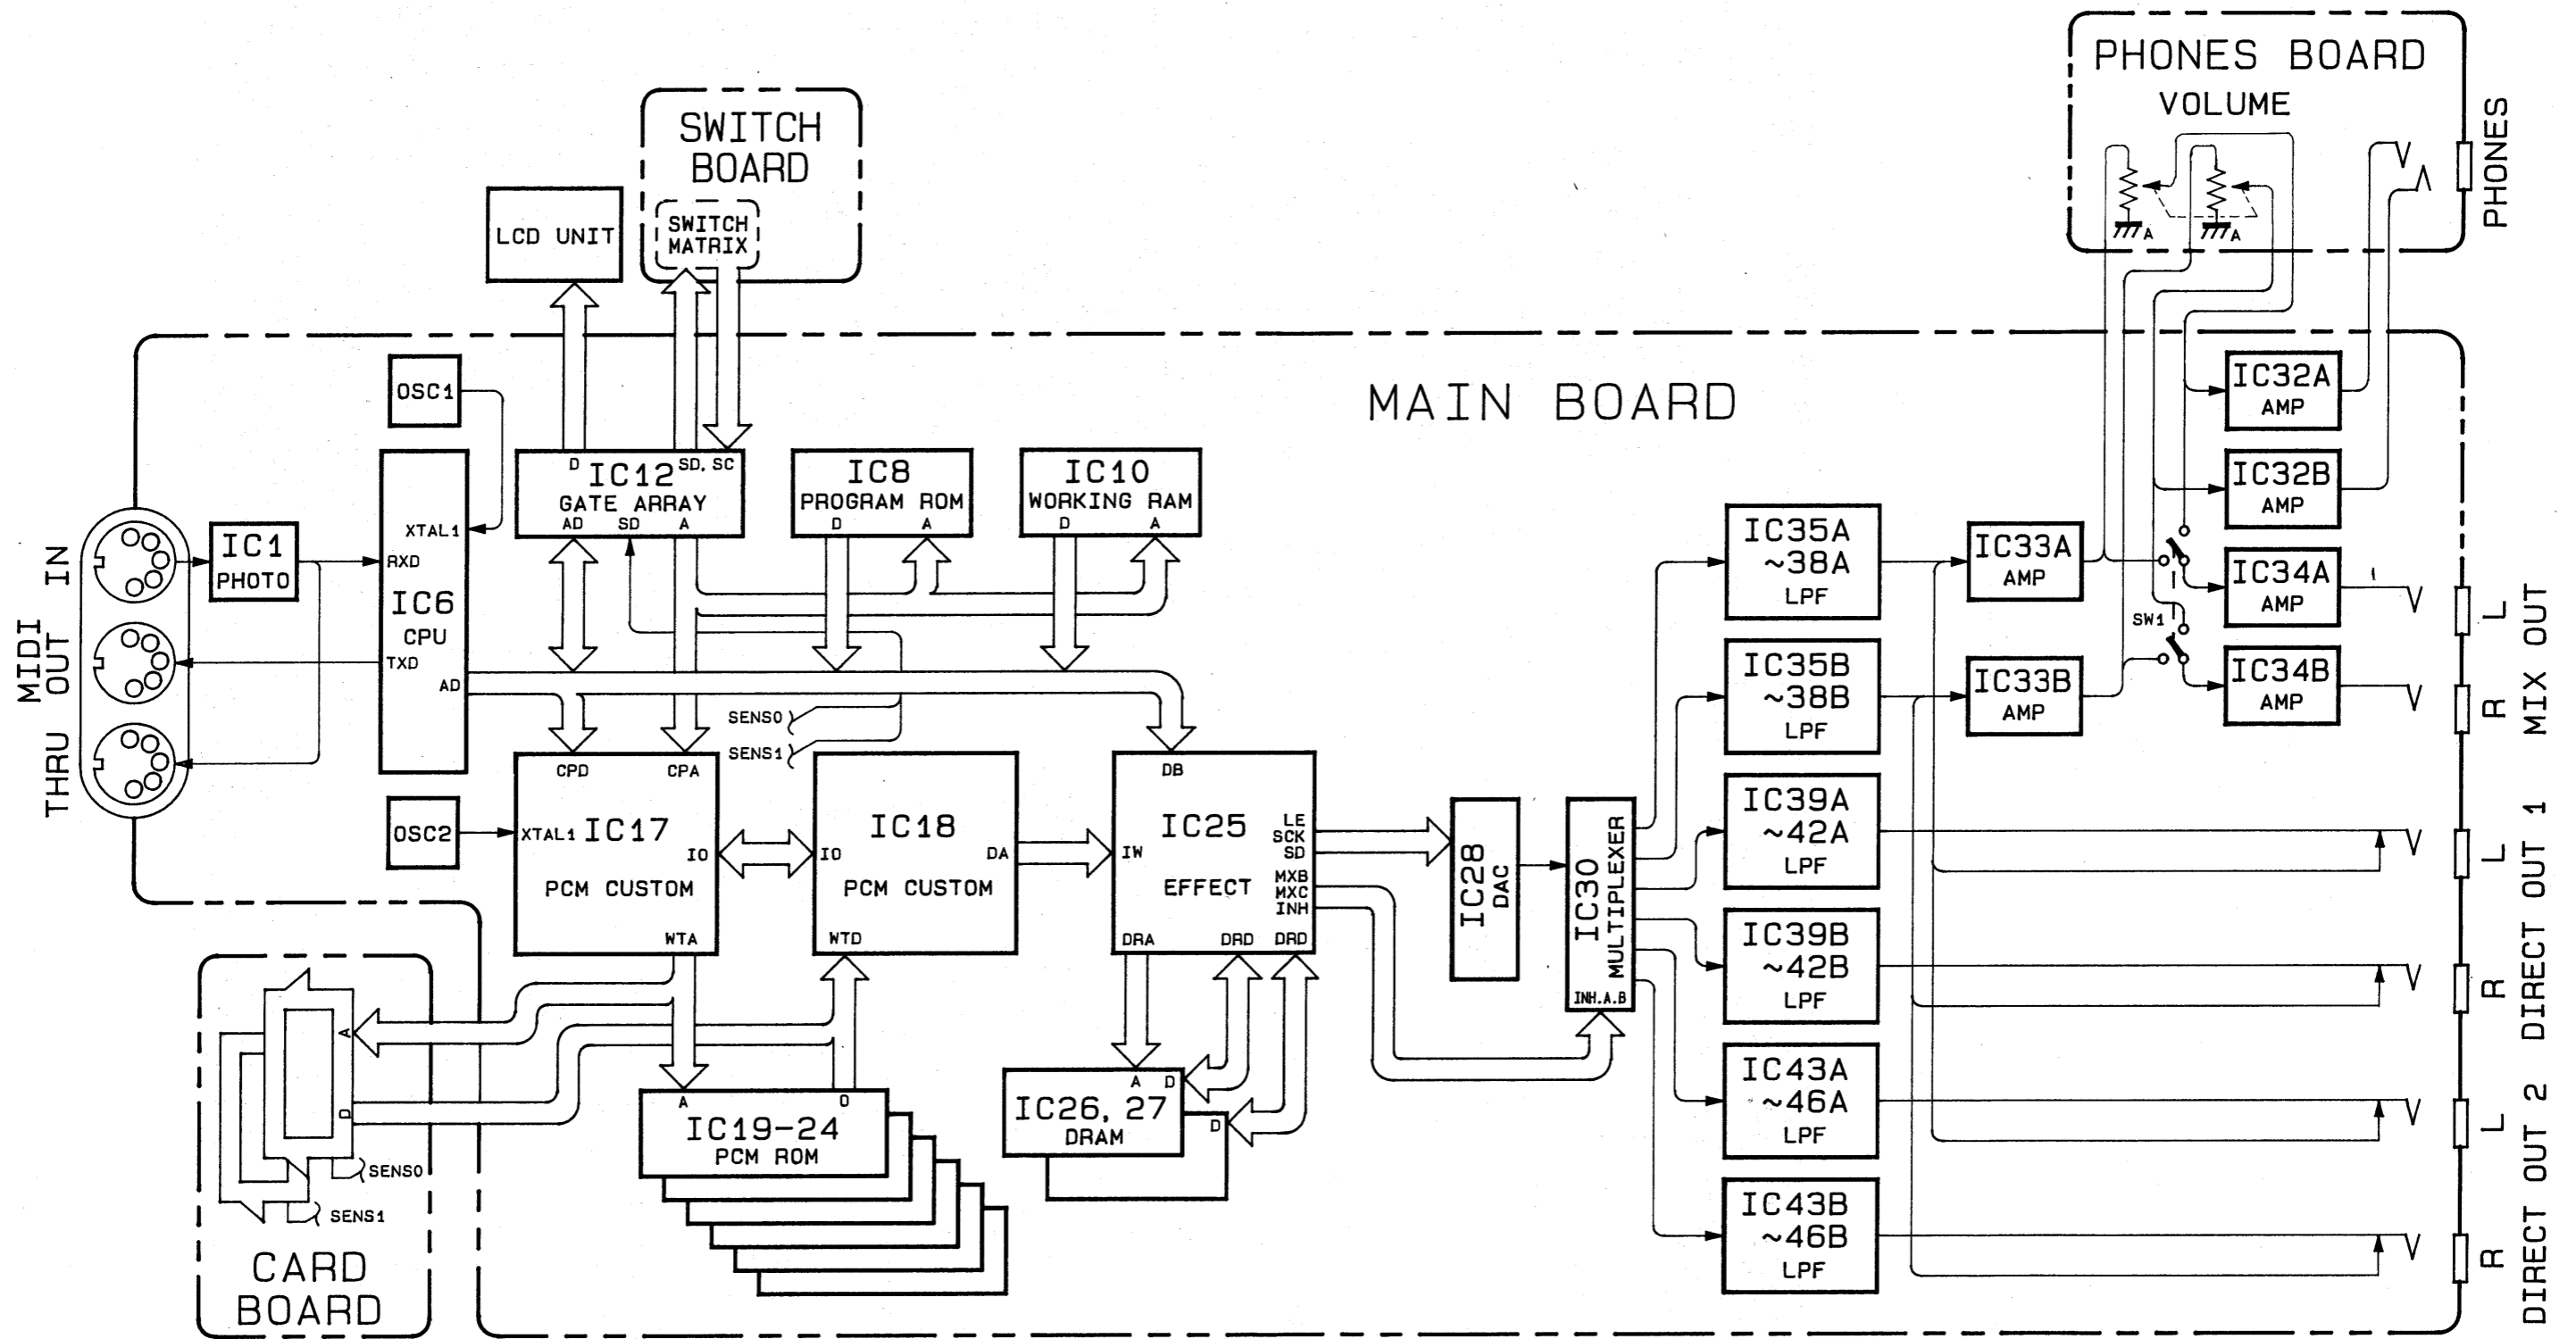 PHONES BOARD
VOLUME
A
A
PHONES
SWITCH
BOARD
SWITCH
MATRIX
LCD UNIT
MAIN BOARD
OSC1
D
SD, SC
IC12
GATE ARRAY
AD
SD
A
IC8
PROGRAM ROM
D
A
IC10
WORKING RAM
D
A
MIDI
IN
OUT
THRU
IC1
PHOTO
XTAL1
RXD
IC6
CPU
TXD
AD
SENS0
SENS1
OSC2
CPD
CPA
XTAL1
IC17
IO
PCM CUSTOM
WTA
IC18
IO
DA
PCM CUSTOM
WTD
DB
IC25
IW
EFFECT
LE
SCK
SD
MXB
MXC
INH
DRA
DRD
DRD
IC28
DAC
IC30
MULTIPLEXER
INH.A.B
IC35A
~38A
LPF
IC35B
~38B
LPF
IC39A
~42A
LPF
IC39B
~42B
LPF
IC43A
~46A
LPF
IC43B
~46B
LPF
IC33A
AMP
IC33B
AMP
SW1
IC32A
AMP
IC32B
AMP
IC34A
AMP
IC34B
AMP
L
R
MIX OUT
L
R
DIRECT OUT 1
L
R
DIRECT OUT 2
A
D
SENS0
SENS1
CARD
BOARD
A
O
IC19-24
PCM ROM
A
D
IC26, 27
DRAM
D